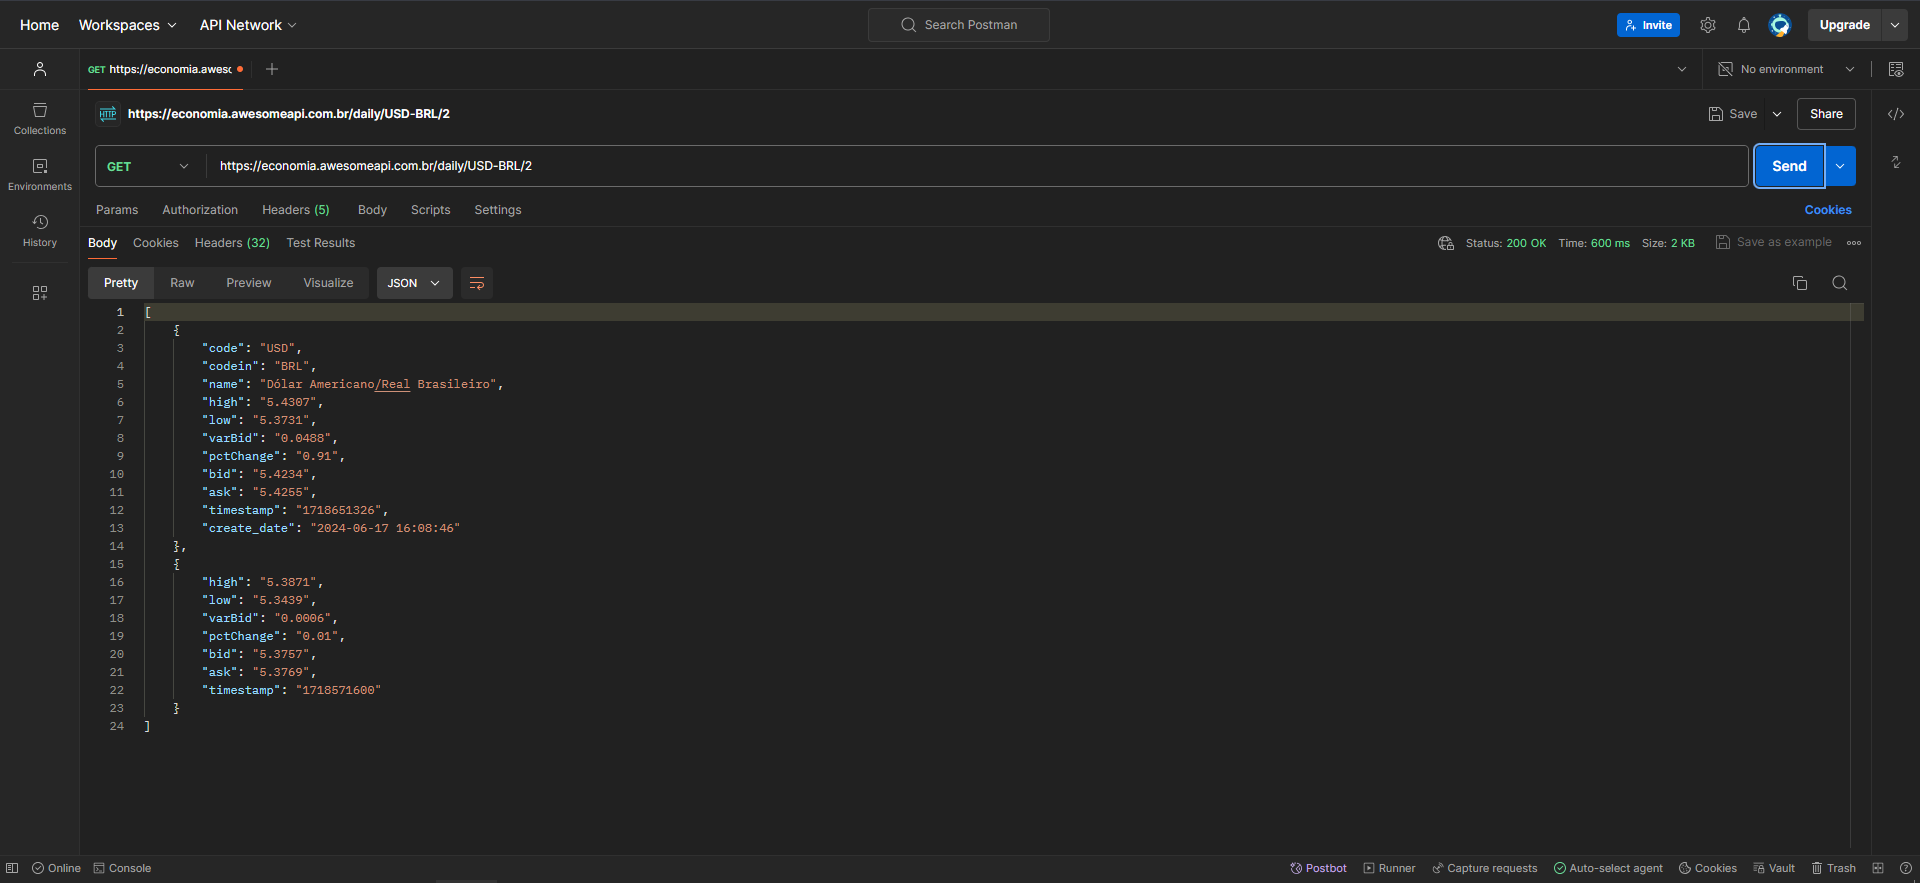 Home Workspaces API Network Search Postman Invite Upgrade
GET https://economia.aweso No environment
https://economia.awesomeapi.com.br/daily/USD-BRL/2 Save Share
GET https://economia.awesomeapi.com.br/daily/USD-BRL/2 Send
Params Authorization Headers (5) Body Scripts Settings Cookies
Body Cookies Headers (32) Test Results Status: 200 OK Time: 600 ms Size: 2 KB Save as example
Pretty Raw Preview Visualize JSON
Collections
Environments
History
1 [
2 {
3 "code": "USD",
4 "codein": "BRL",
5 "name": "Dólar Americano/Real Brasileiro",
6 "high": "5.4307",
7 "low": "5.3731",
8 "varBid": "0.0488",
9 "pctChange": "0.91",
10 "bid": "5.4234",
11 "ask": "5.4255",
12 "timestamp": "1718651326",
13 "create_date": "2024-06-17 16:08:46"
14 },
15 {
16 "high": "5.3871",
17 "low": "5.3439",
18 "varBid": "0.0006",
19 "pctChange": "0.01",
20 "bid": "5.3757",
21 "ask": "5.3769",
22 "timestamp": "1718571600"
23 }
24 ]
Online Console Postbot Runner Capture requests Auto-select agent Cookies Vault Trash